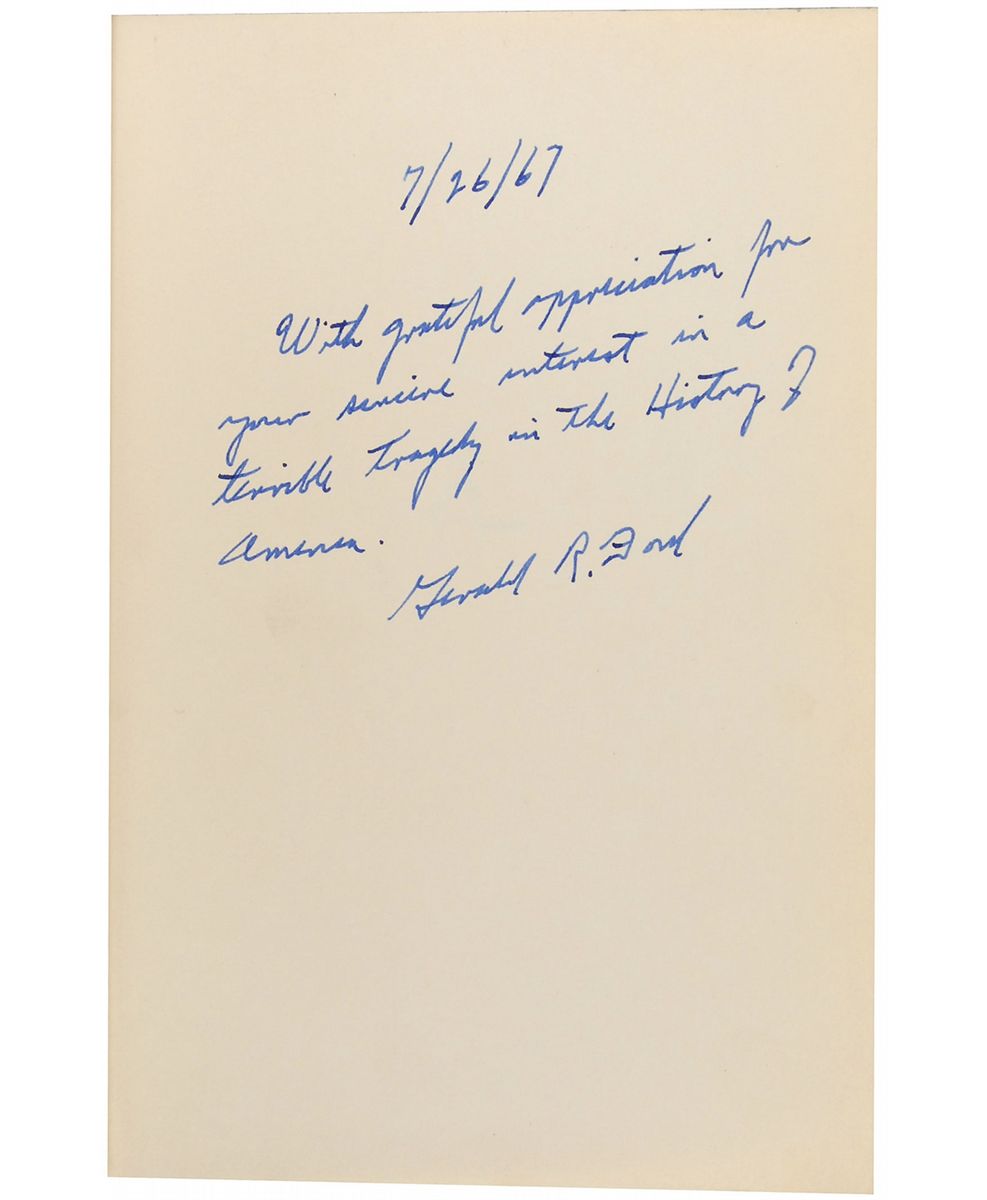 7/26/67
With grateful appreciation for
your sincere interest in a
terrible tragedy in the History of
America.
Gerald R. Ford